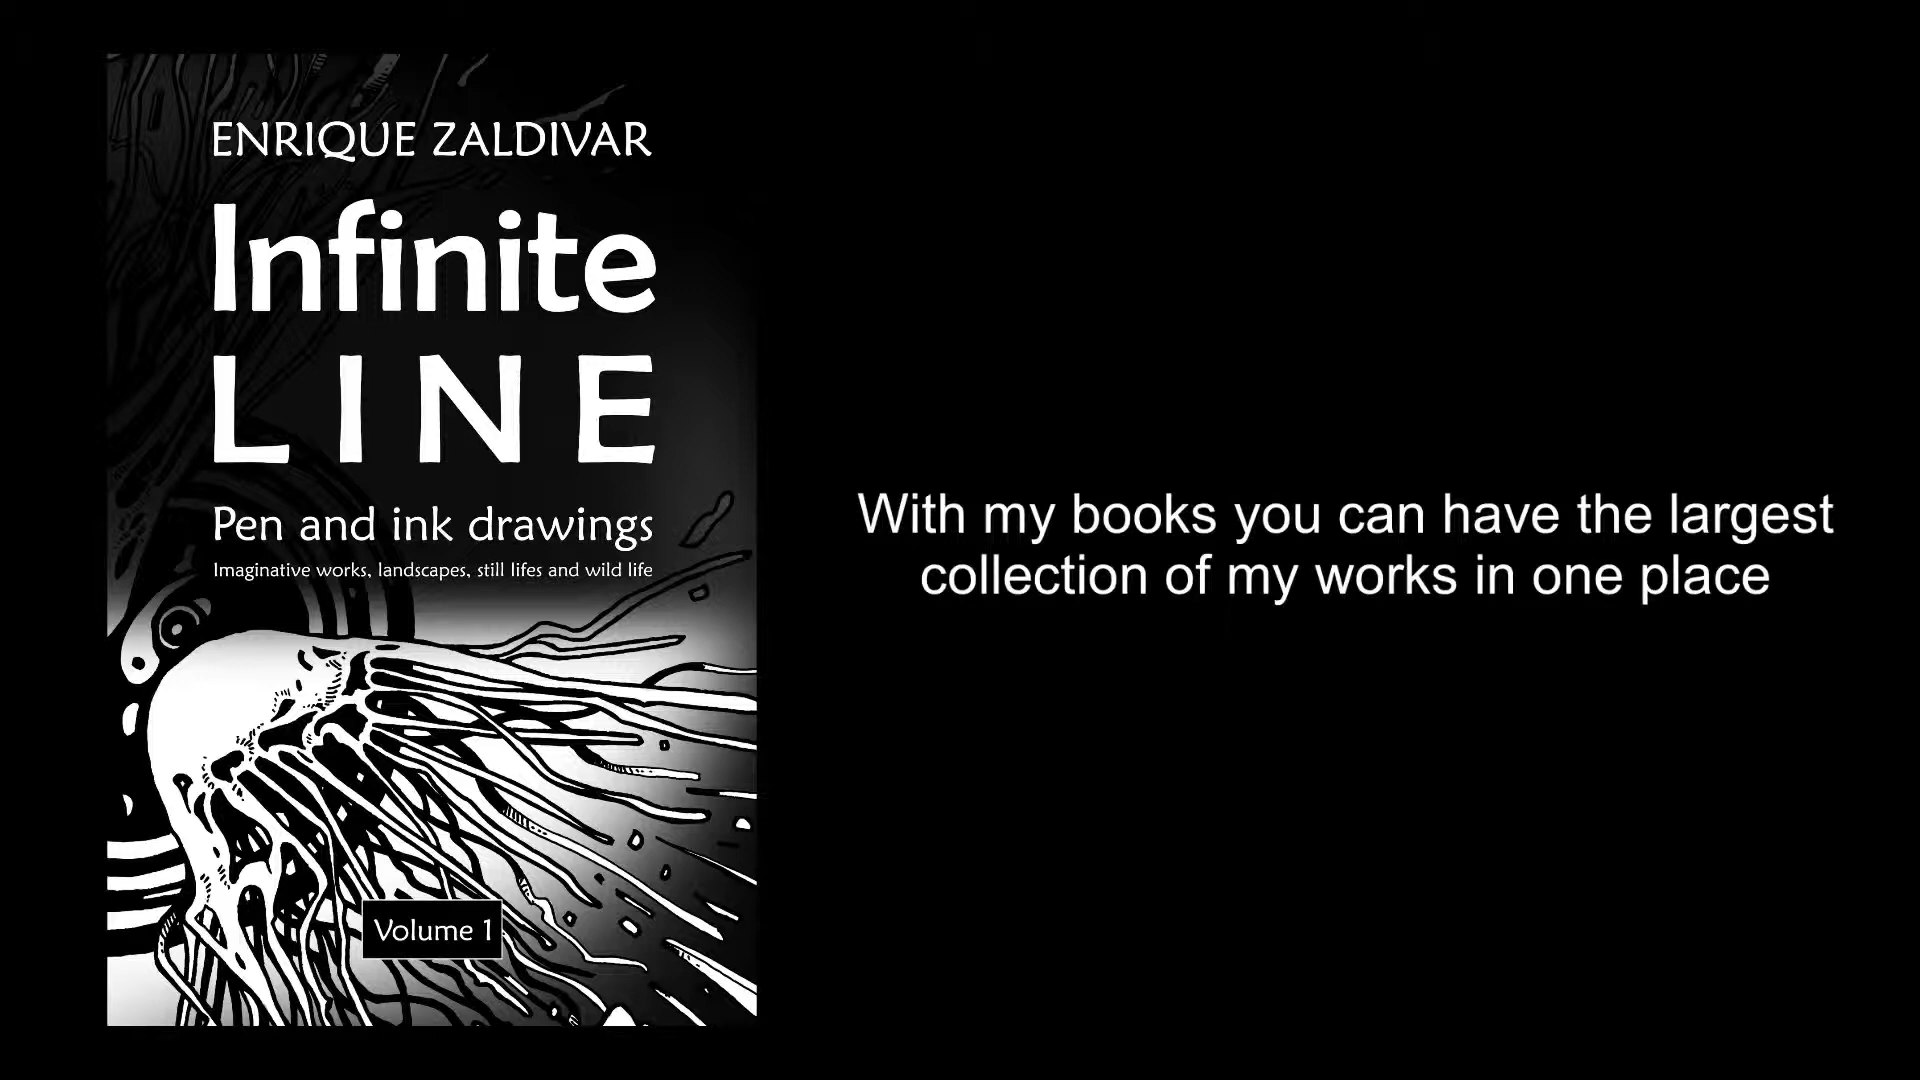 ENRIQUE ZALDIVAR
Infinite
LINE
Pen and ink drawings
Imaginative works, landscapes, still lifes and wild life
Volume 1
With my books you can have the largest
collection of my works in one place